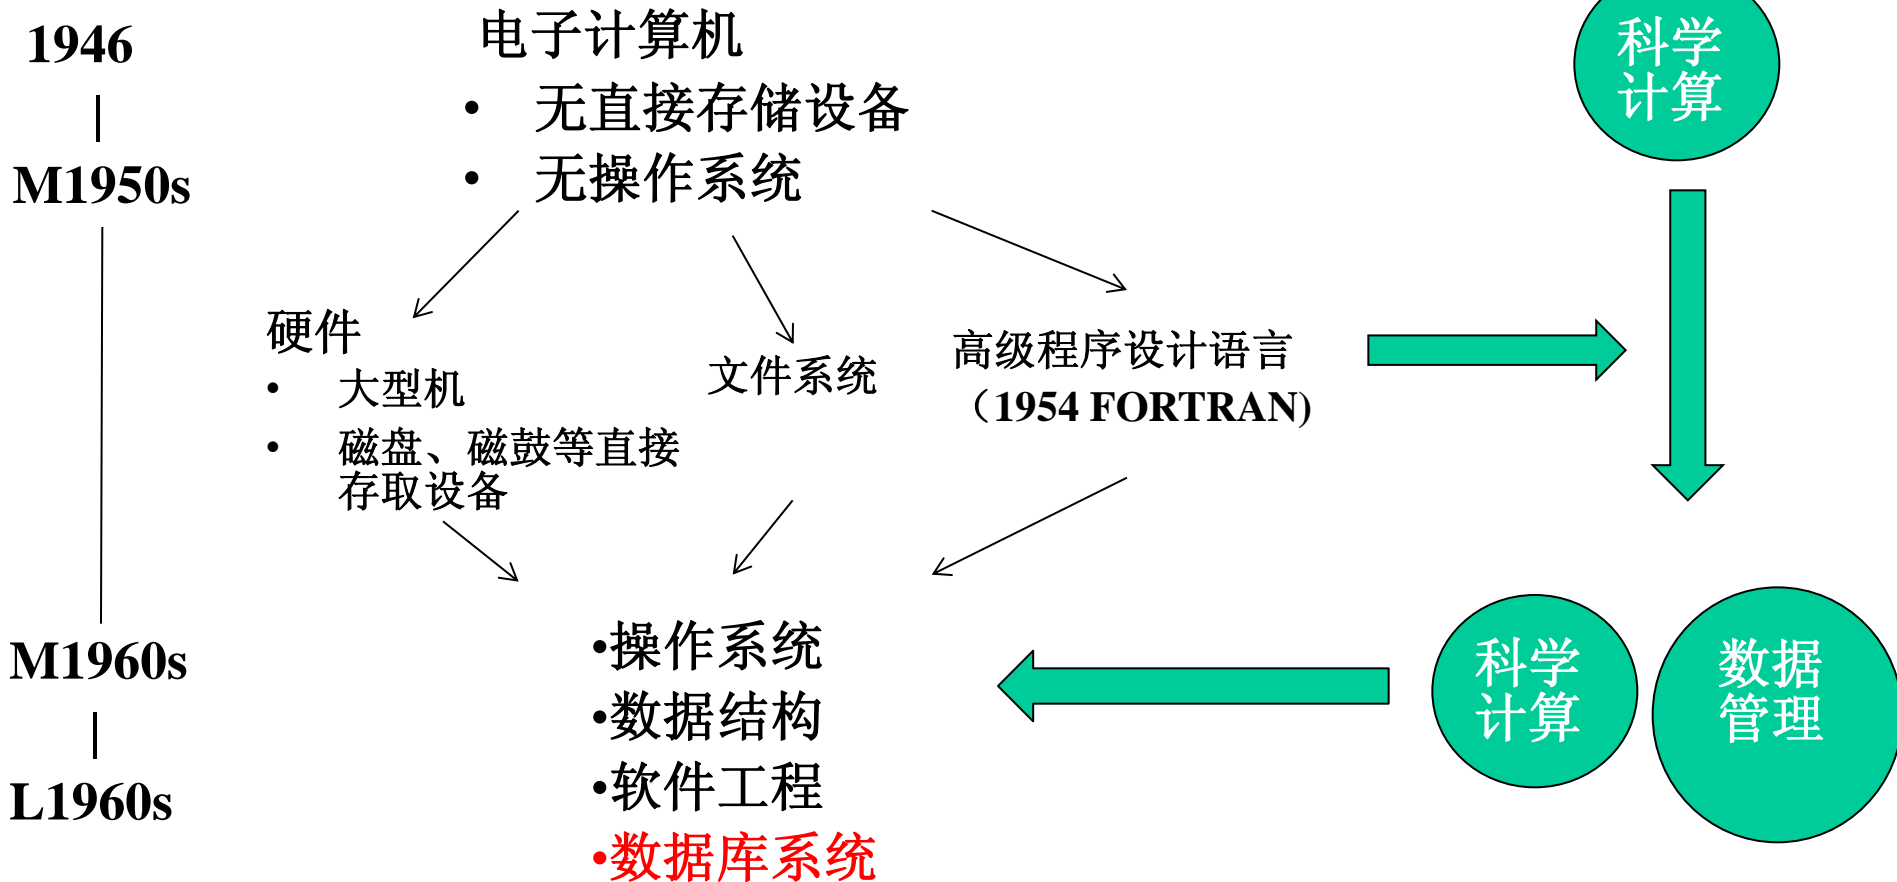 1946
电子计算机
• 无直接存储设备
• 无操作系统
科学
计算
M1950s
硬件
• 大型机
• 磁盘、磁鼓等直接
存取设备
文件系统
高级程序设计语言
（1954 FORTRAN)
M1960s
L1960s
•操作系统
•数据结构
•软件工程
•数据库系统
科学
计算
数据
管理